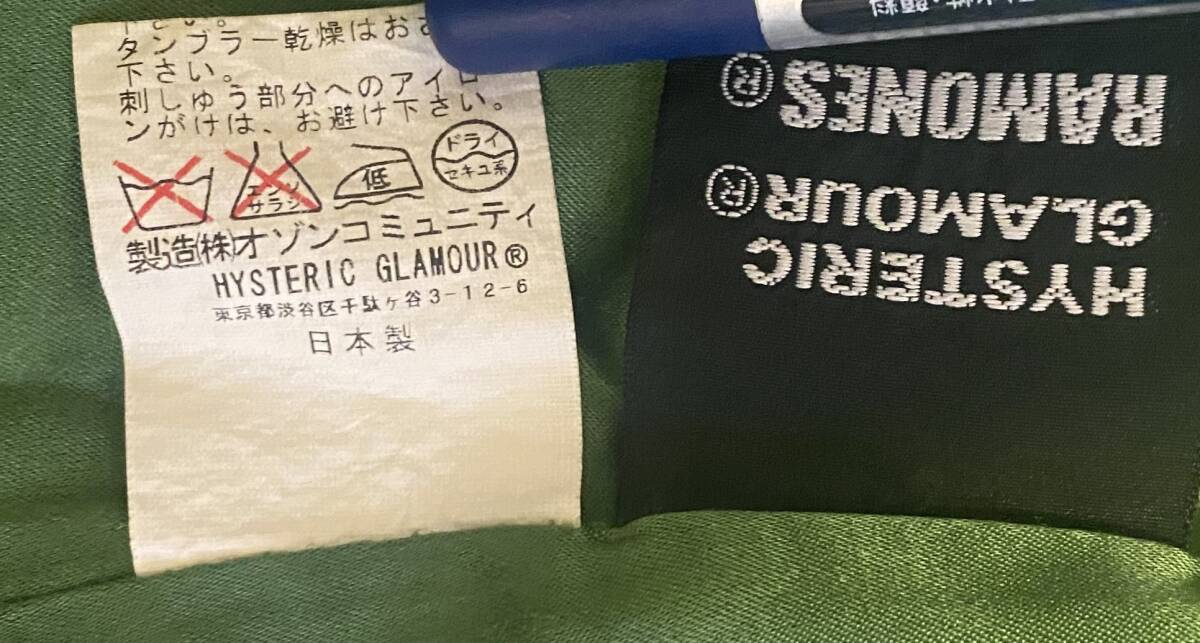 タンブラー乾燥はお
下さい。
刺しゅう部分へのアイロ
ンがけは、お避け下さい。
エンソ
サラシ
低
ドライ
セキユ系
製造(株)オゾンコミュニティ
HYSTERIC GLAMOUR®
東京都渋谷区千駄ヶ谷3-12-6
日本製
HYSTERIC
GLAMOUR®
RAMONES®